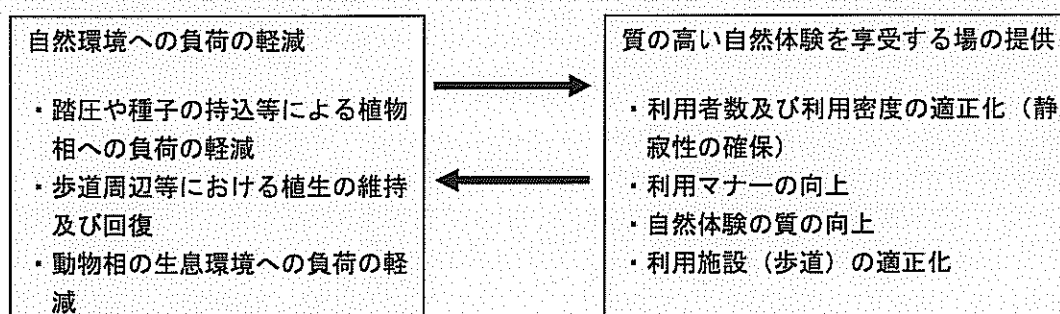 自然環境への負荷の軽減
・踏圧や種子の持込等による植物
相への負荷の軽減
・歩道周辺等における植生の維持
及び回復
・動物相の生息環境への負荷の軽
減
質の高い自然体験を享受する場の提供
・利用者数及び利用密度の適正化（静
寂性の確保）
・利用マナーの向上
・自然体験の質の向上
・利用施設（歩道）の適正化